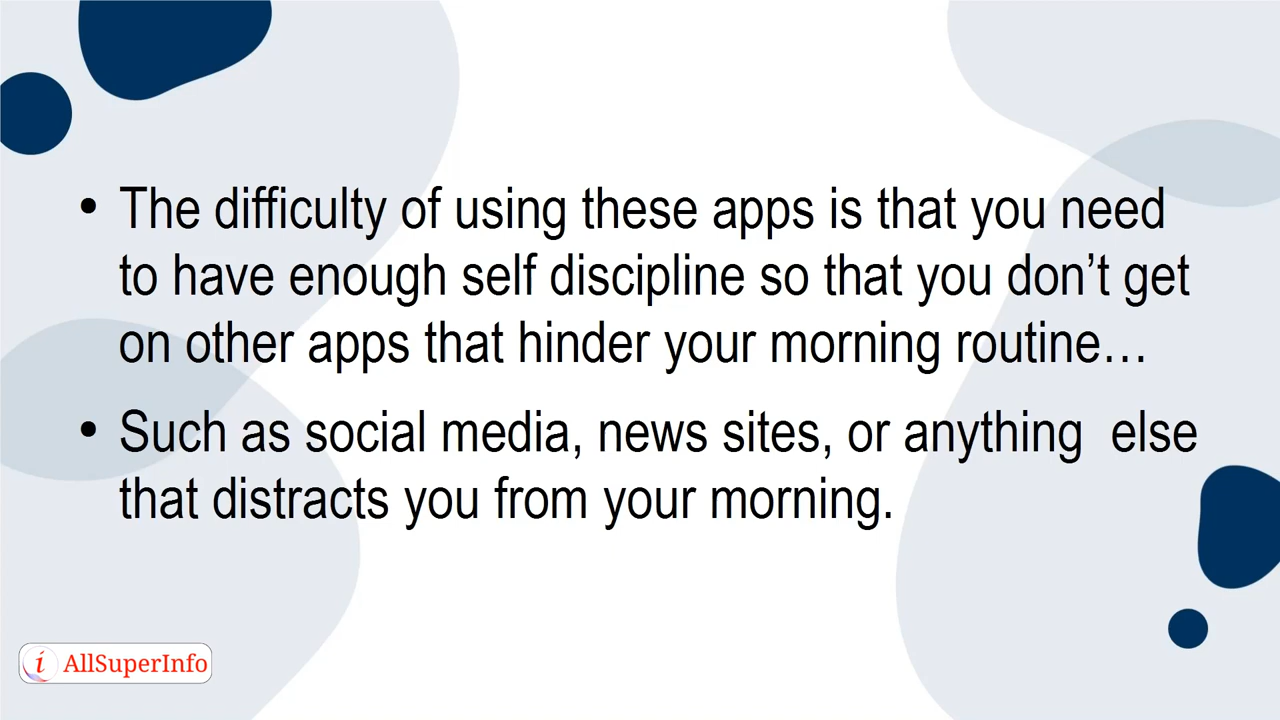 • The difficulty of using these apps is that you need
to have enough self discipline so that you don’t get
on other apps that hinder your morning routine…
• Such as social media, news sites, or anything  else
that distracts you from your morning.
i AllSuperInfo